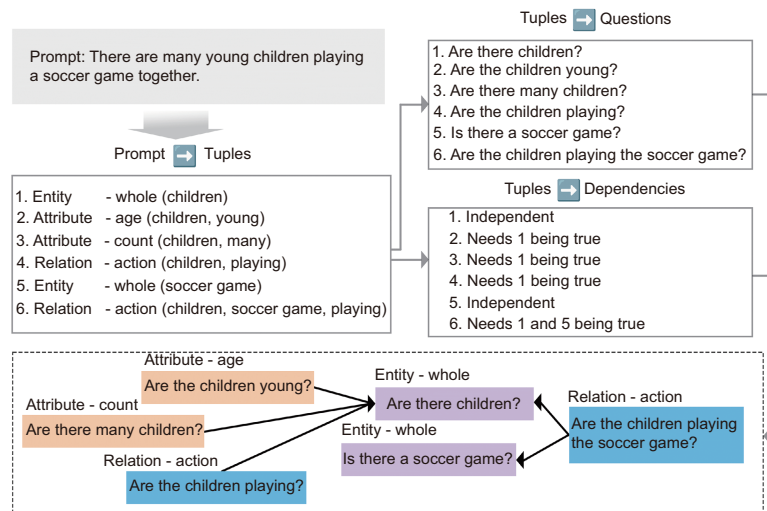 Prompt: There are many young children playing
a soccer game together.
Prompt ➡ Tuples
1. Entity - whole (children)
2. Attribute - age (children, young)
3. Attribute - count (children, many)
4. Relation - action (children, playing)
5. Entity - whole (soccer game)
6. Relation - action (children, soccer game, playing)
Tuples ➡ Questions
1. Are there children?
2. Are the children young?
3. Are there many children?
4. Are the children playing?
5. Is there a soccer game?
6. Are the children playing the soccer game?
Tuples ➡ Dependencies
1. Independent
2. Needs 1 being true
3. Needs 1 being true
4. Needs 1 being true
5. Independent
6. Needs 1 and 5 being true
Attribute - age
Are the children young?
Attribute - count
Are there many children?
Relation - action
Are the children playing?
Entity - whole
Are there children?
Entity - whole
Is there a soccer game?
Relation - action
Are the children playing
the soccer game?